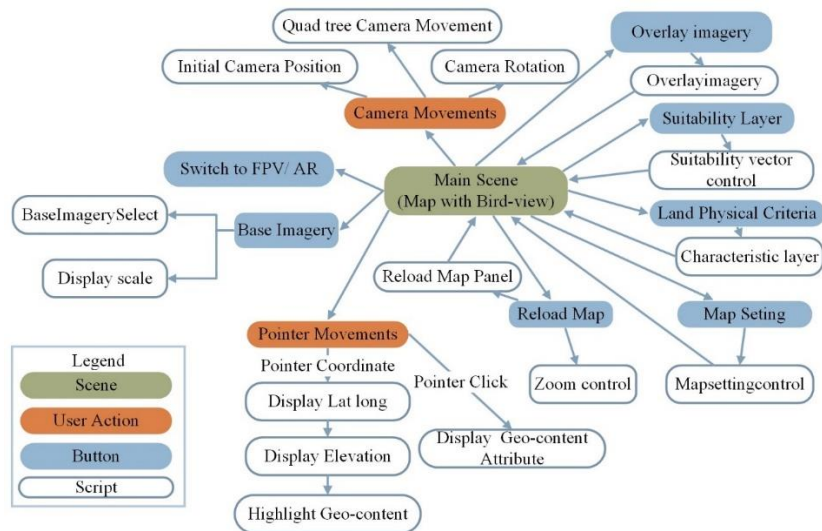 Quad tree Camera Movement
Overlay imagery
Initial Camera Position
Camera Rotation
Overlayimagery
Camera Movements
Suitability Layer
Switch to FPV/ AR
Main Scene
(Map with Bird-view)
Suitability vector
control
BaseImagerySelect
Base Imagery
Land Physical Criteria
Characteristic layer
Display scale
Reload Map Panel
Reload Map
Map Seting
Pointer Movements
Pointer Coordinate
Pointer Click
Zoom control
Mapsettingcontrol
Display Lat long
Display Elevation
Display Geo-content
Attribute
Highlight Geo-content
Legend
Scene
User Action
Button
Script